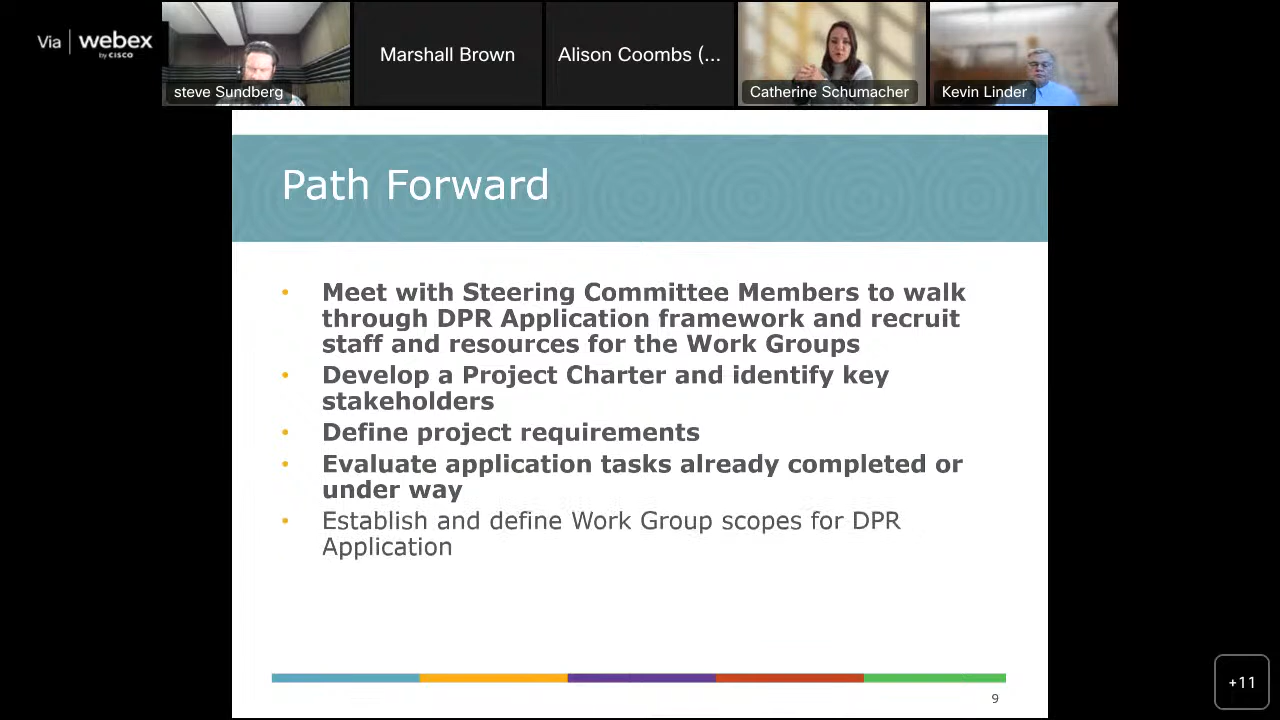 Via | webex
by CISCO
steve Sundberg
Marshall Brown
Alison Coombs (...
Catherine Schumacher
Kevin Linder
Path Forward
• Meet with Steering Committee Members to walk
through DPR Application framework and recruit
staff and resources for the Work Groups
• Develop a Project Charter and identify key
stakeholders
• Define project requirements
• Evaluate application tasks already completed or
under way
• Establish and define Work Group scopes for DPR
Application
9
+11